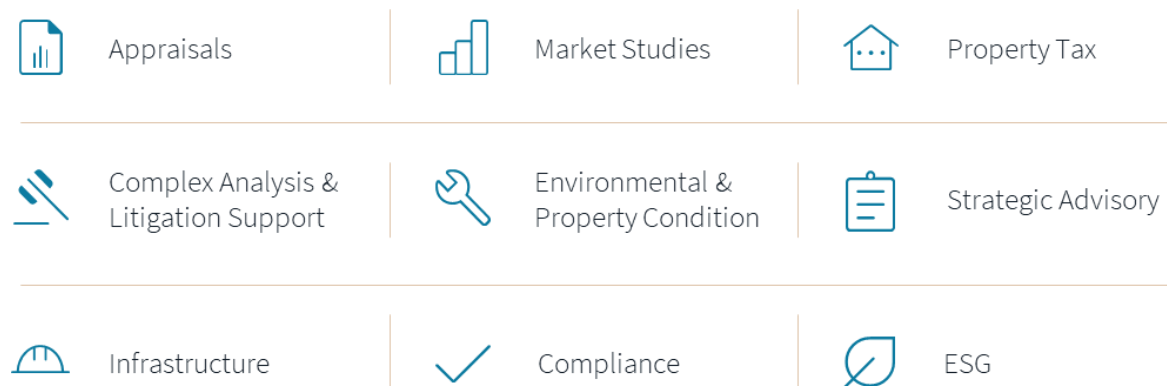 Appraisals
Market Studies
Property Tax
Complex Analysis &
Litigation Support
Environmental &
Property Condition
Strategic Advisory
Infrastructure
Compliance
ESG